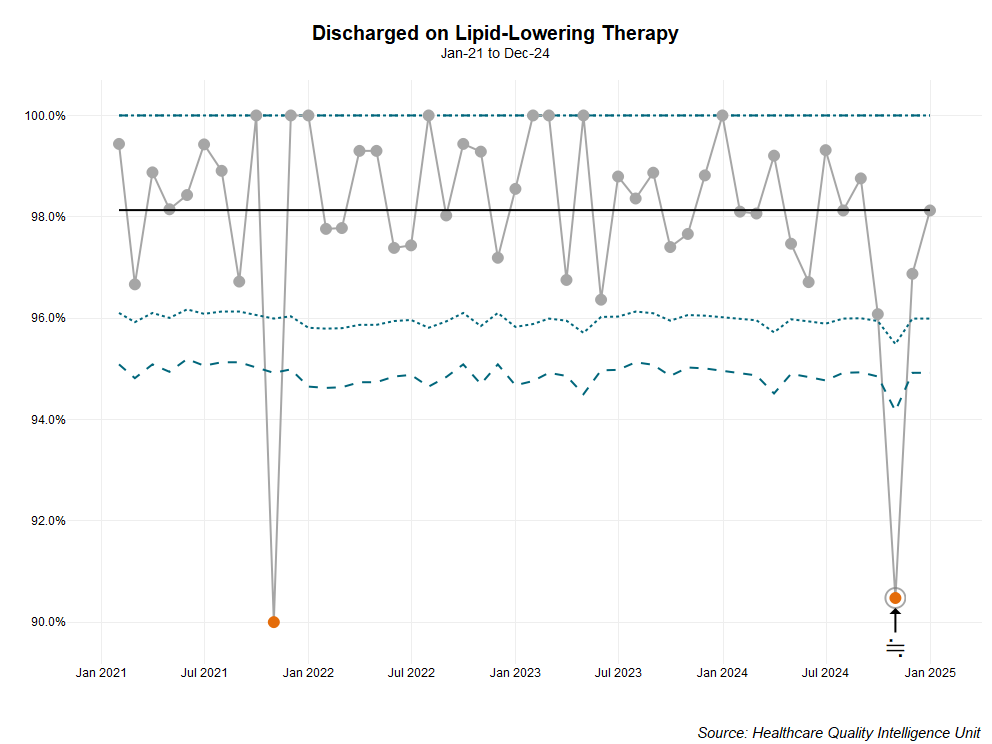 Discharged on Lipid-Lowering Therapy
Jan-21 to Dec-24
100.0%
98.0%
96.0%
94.0%
92.0%
90.0%
≒
Jan 2021 Jul 2021 Jan 2022 Jul 2022 Jan 2023 Jul 2023 Jan 2024 Jul 2024 Jan 2025
Source: Healthcare Quality Intelligence Unit